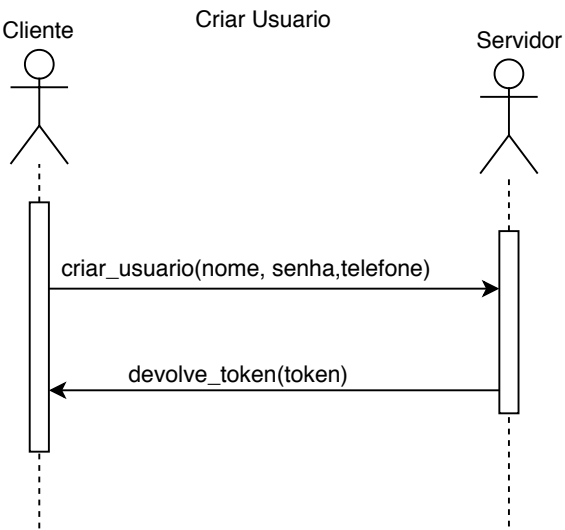 Criar Usuario
Cliente
Servidor
criar_usuario(nome, senha,telefone)
devolve_token(token)